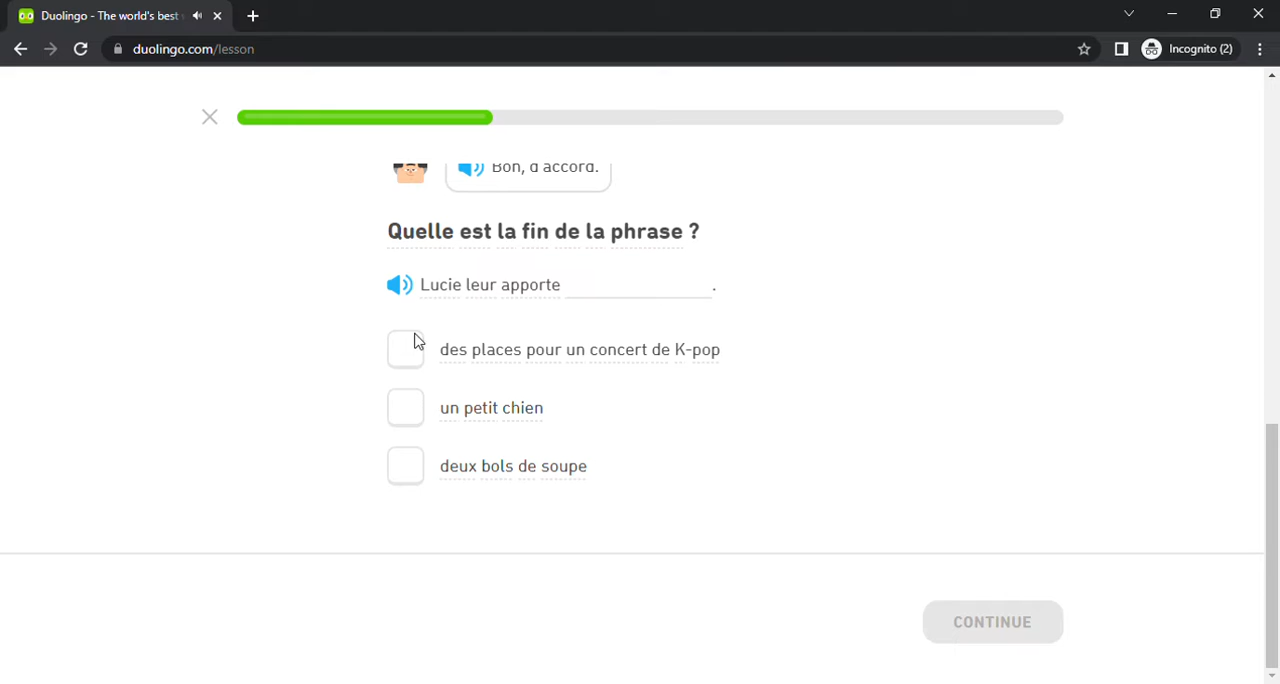 Duolingo - The world's best
duolingo.com/lesson
Incognito (2)
Bon, d'accord.
Quelle est la fin de la phrase ?
Lucie leur apporte ____________.
des places pour un concert de K-pop
un petit chien
deux bols de soupe
CONTINUE